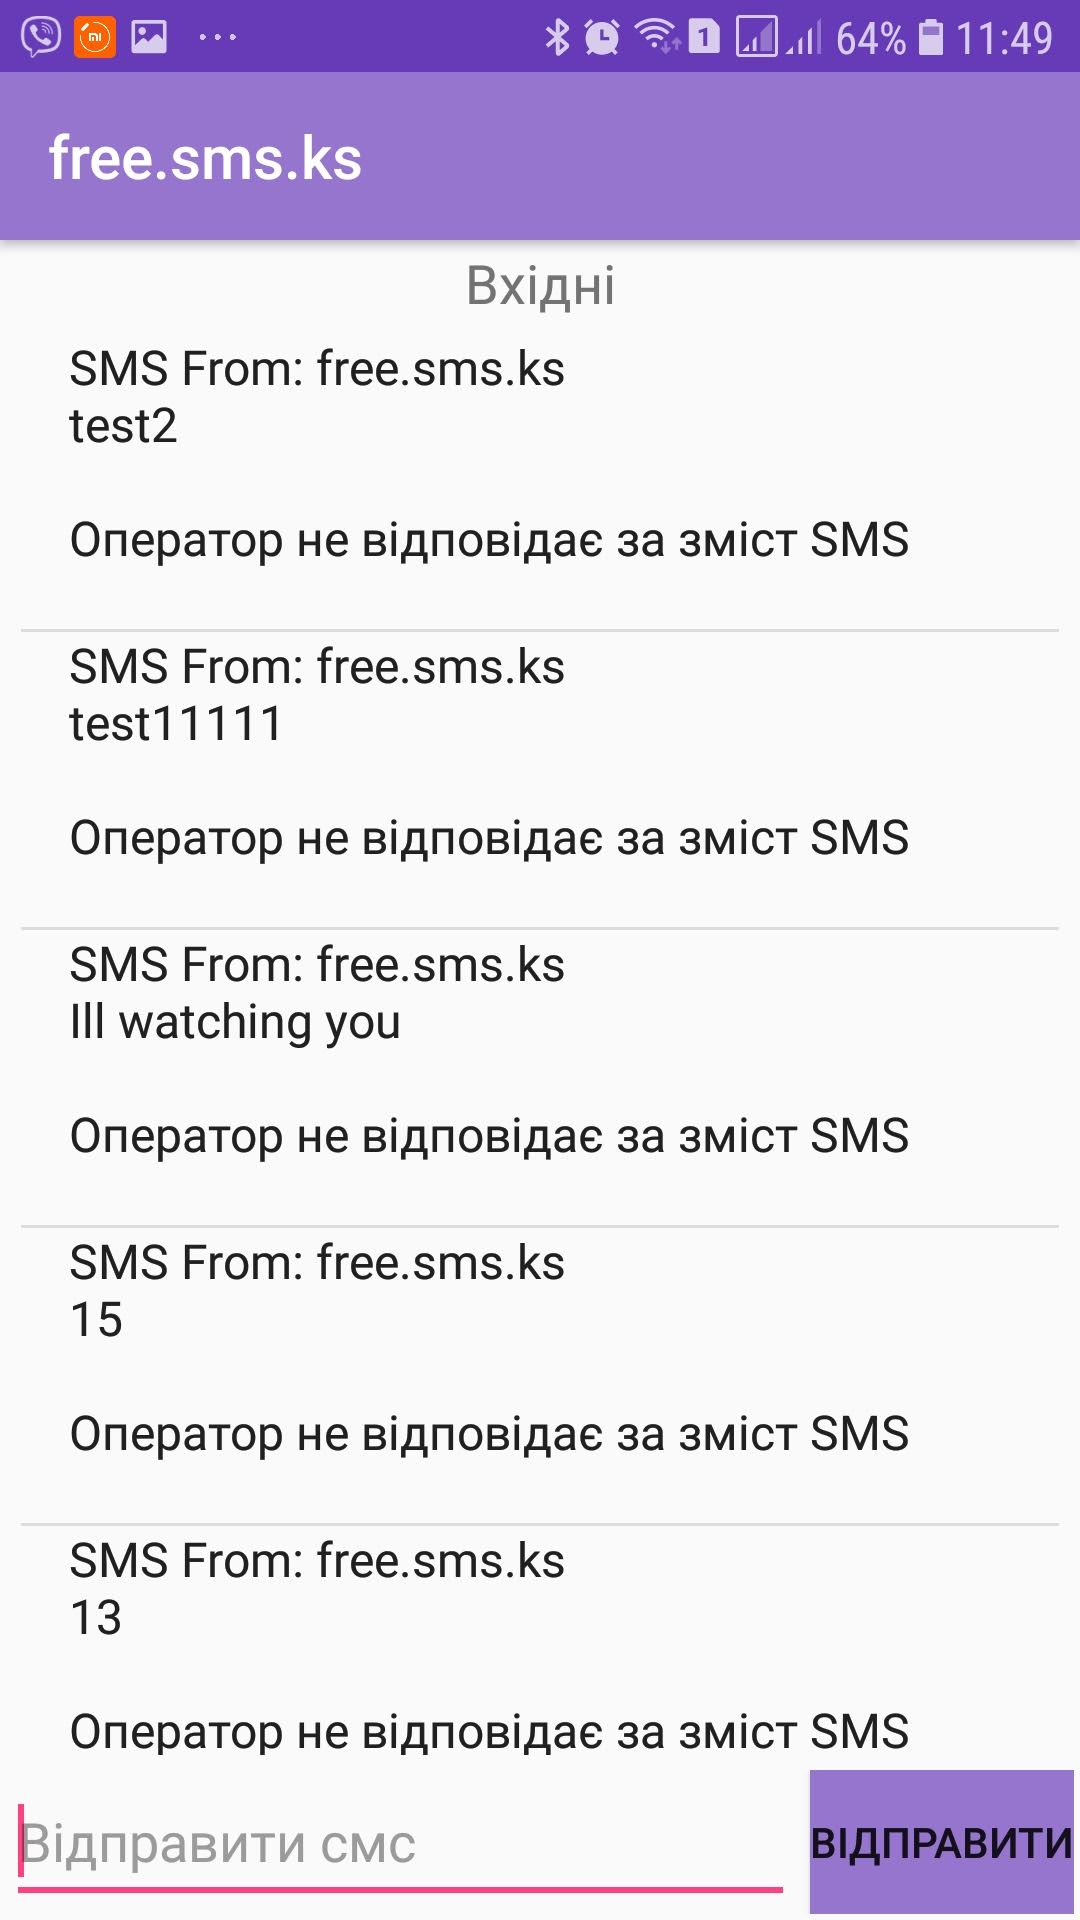 64% 11:49
free.sms.ks
Вхідні
SMS From: free.sms.ks
test2
Оператор не відповідає за зміст SMS
SMS From: free.sms.ks
test11111
Оператор не відповідає за зміст SMS
SMS From: free.sms.ks
Ill watching you
Оператор не відповідає за зміст SMS
SMS From: free.sms.ks
15
Оператор не відповідає за зміст SMS
SMS From: free.sms.ks
13
Оператор не відповідає за зміст SMS
Відправити смс
ВІДПРАВИТИ